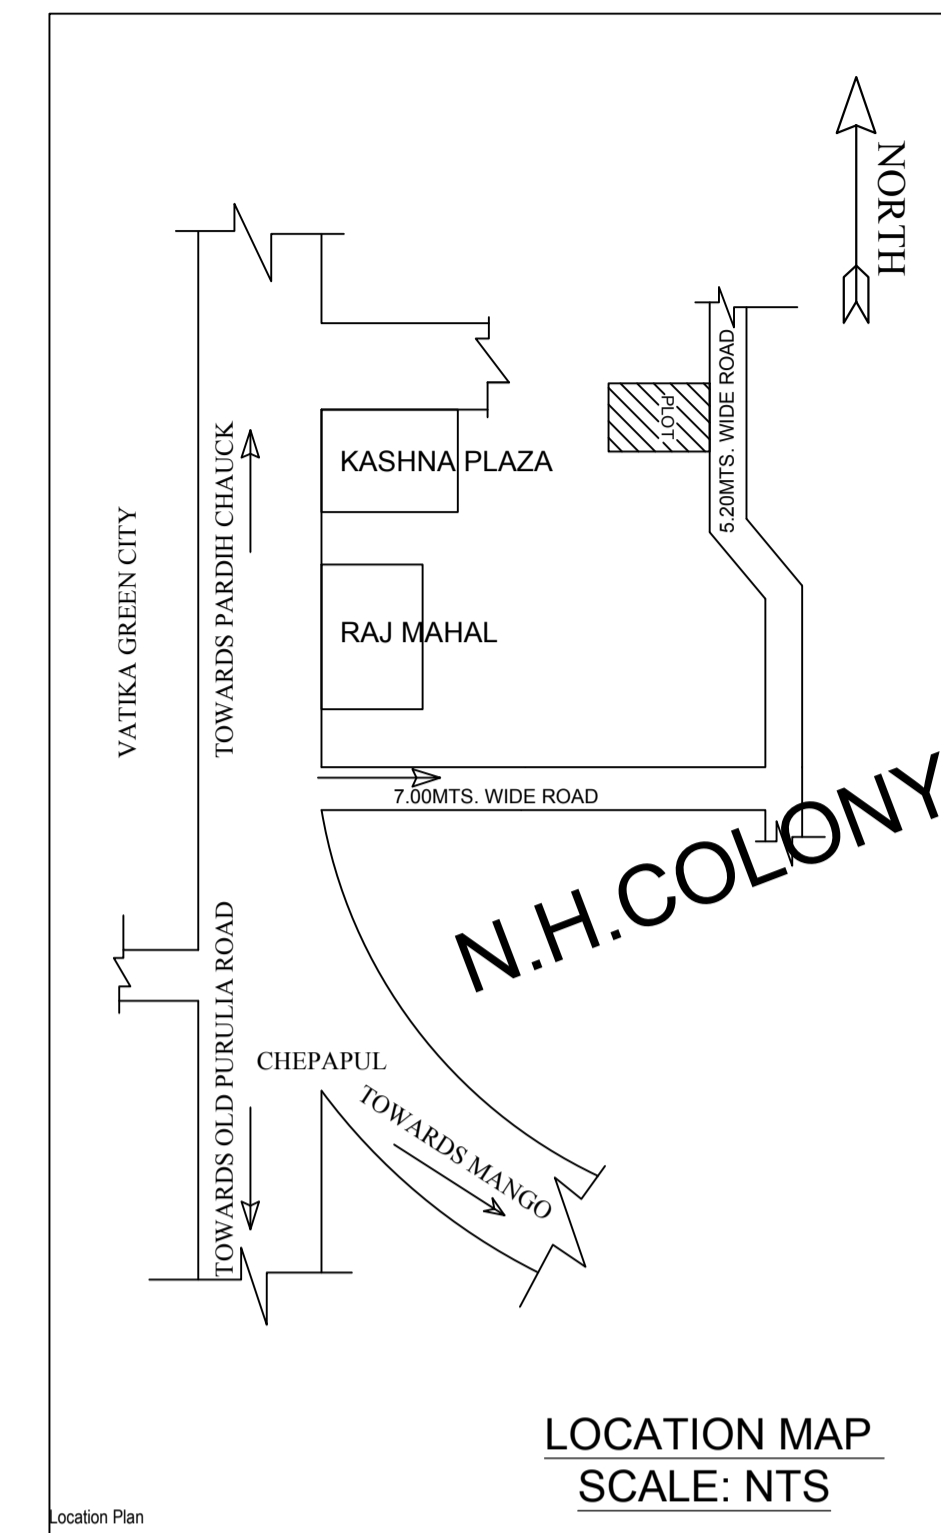 NORTH
5.20MTS. WIDE ROAD
PLOT
KASHNA PLAZA
TOWARDS PARDIH CHAUCK
VATIKA GREEN CITY
RAJ MAHAL
7.00MTS. WIDE ROAD
N.H.COLONY
TOWARDS OLD PURULIA ROAD
CHEPAPUL
TOWARDS MANGO
LOCATION MAP
SCALE: NTS
Location Plan